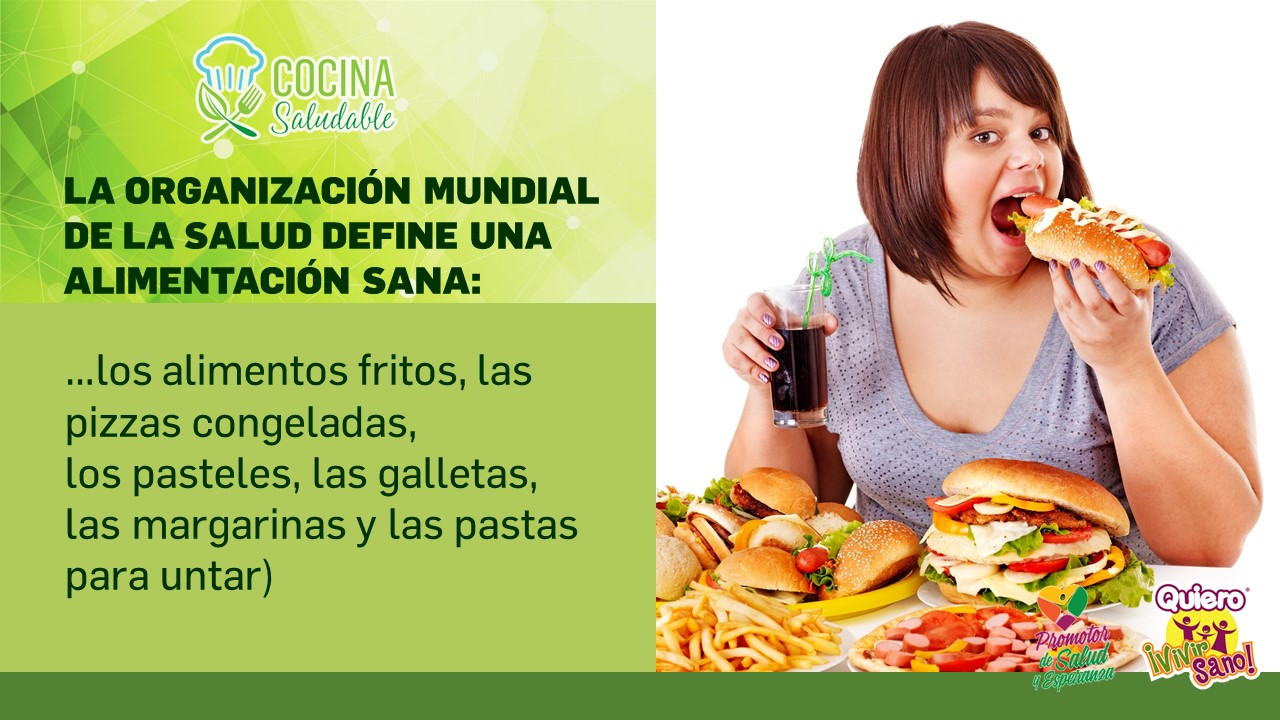 COCINA
Saludable
LA ORGANIZACIÓN MUNDIAL
DE LA SALUD DEFINE UNA
ALIMENTACIÓN SANA:
...los alimentos fritos, las
pizzas congeladas,
los pasteles, las galletas,
las margarinas y las pastas
para untar)
Promotor
de Salud
y Esperanza
Quiero®
¡Vivir
Sano!